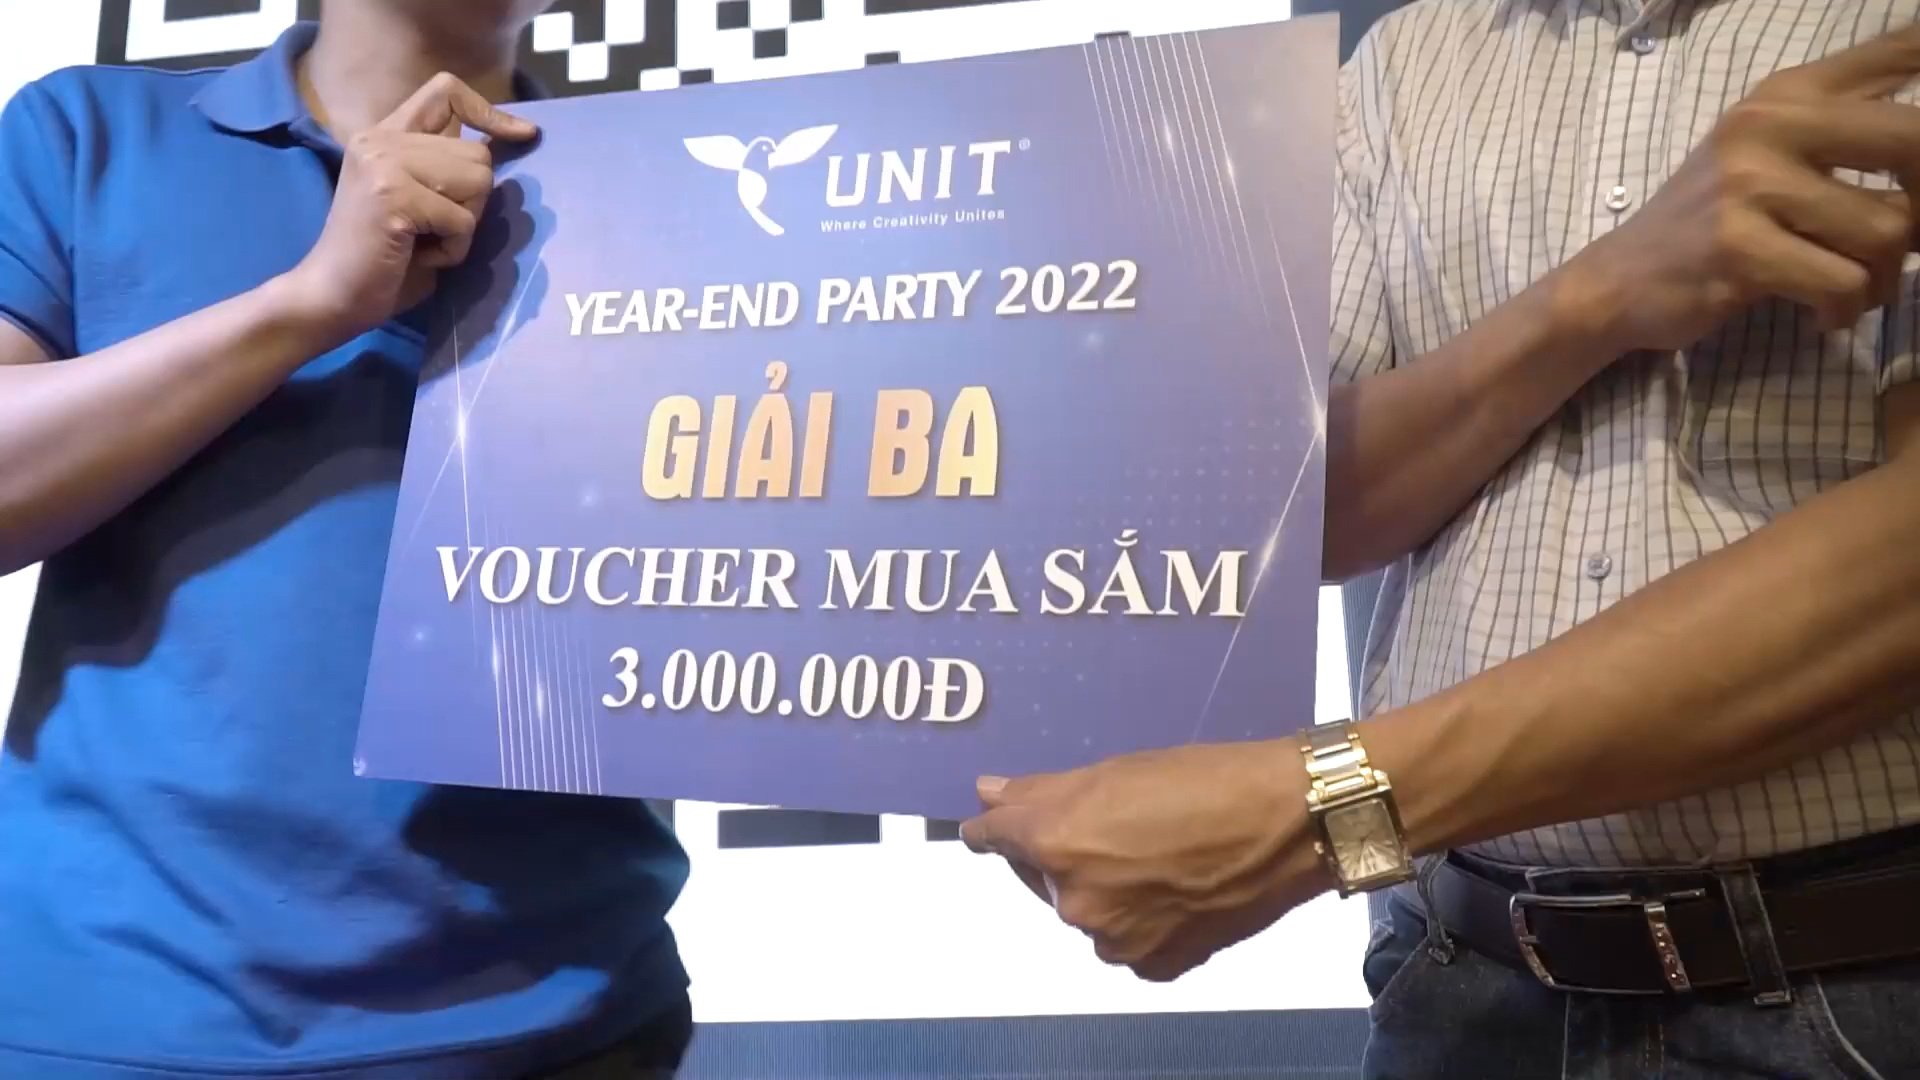 UNIT®
Where Creativity Unites
YEAR-END PARTY 2022
GIẢI BA
VOUCHER MUA SẮM
3.000.000Đ